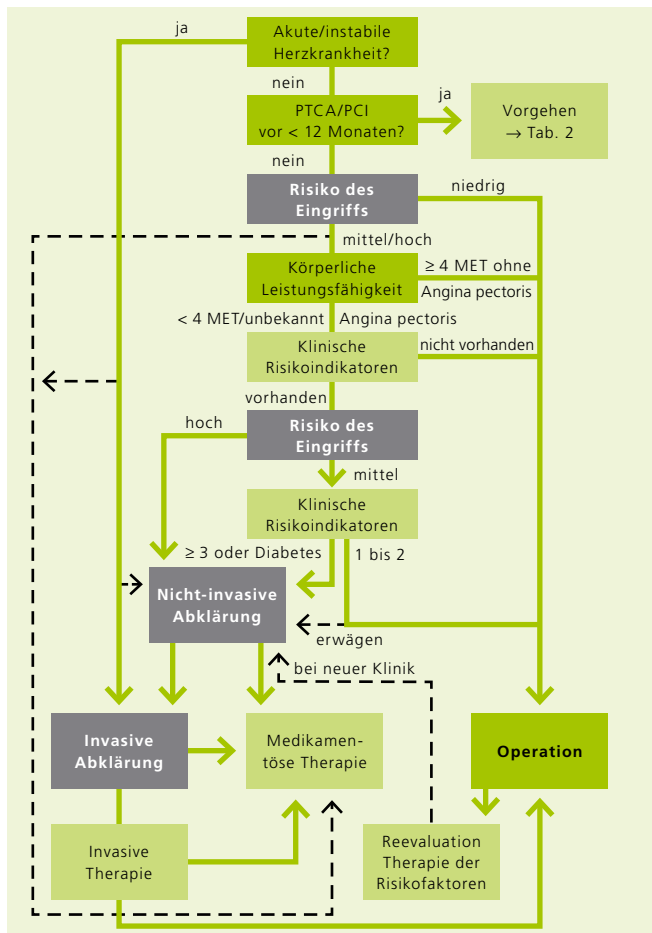 ja
Akute/instabile
Herzkrankheit?
nein
PTCA/PCI
vor < 12 Monaten?
ja
Vorgehen
→ Tab. 2
nein
Risiko des
Eingriffs
niedrig
mittel/hoch
Körperliche
Leistungsfähigkeit
≥ 4 MET ohne
Angina pectoris
< 4 MET/unbekannt
Angina pectoris
Klinische
Risikoindikatoren
nicht vorhanden
vorhanden
hoch
Risiko des
Eingriffs
mittel
Klinische
Risikoindikatoren
≥ 3 oder Diabetes
1 bis 2
Nicht-invasive
Abklärung
erwägen
bei neuer Klinik
Invasive
Abklärung
Medikamen-
töse Therapie
Operation
Invasive
Therapie
Reevaluation
Therapie der
Risikofaktoren